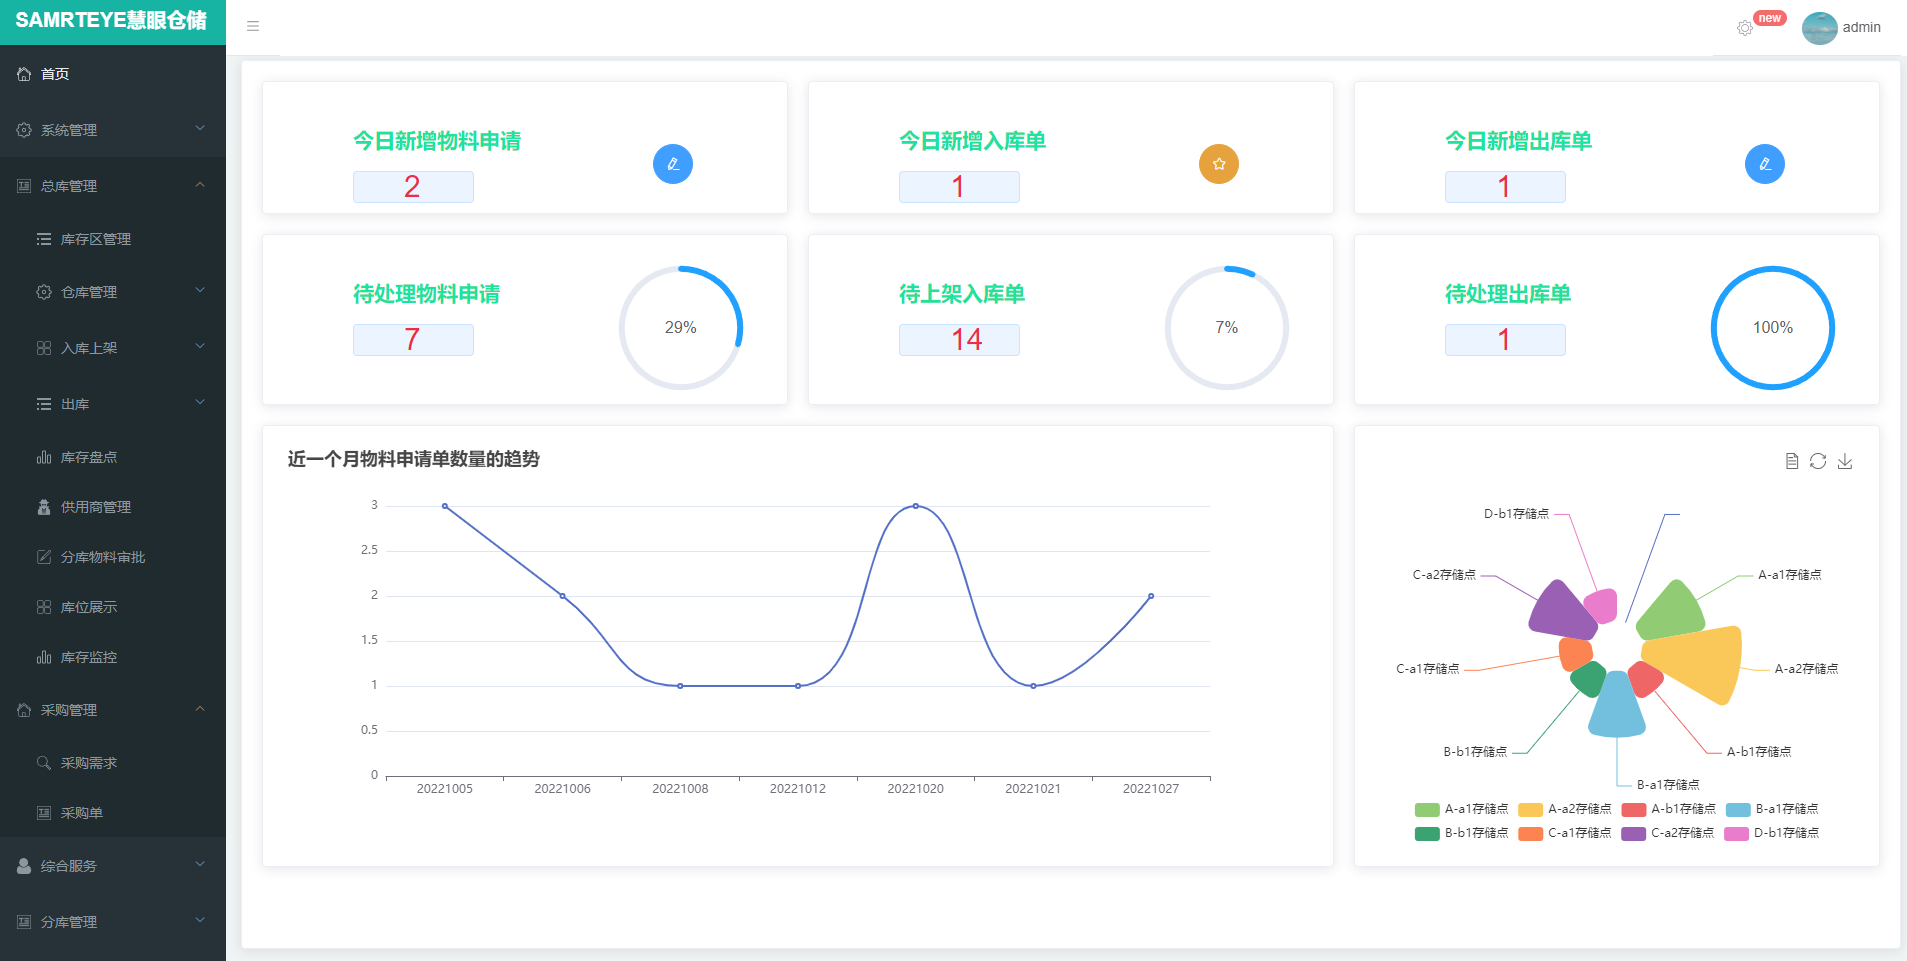 SAMRTEYE慧眼仓储
首页
系统管理
总库管理
库存区管理
仓库管理
入库上架
出库
库存盘点
供用商管理
分库物料审批
库位展示
库存监控
采购管理
采购需求
采购单
综合服务
分库管理
new
admin
今日新增物料申请
2
今日新增入库单
1
今日新增出库单
1
待处理物料申请
7
29%
待上架入库单
14
7%
待处理出库单
1
100%
近一个月物料申请单数量的趋势
3
2.5
2
1.5
1
0.5
0
20221005 20221006 20221008 20221012 20221020 20221021 20221027
D-b1存储点
C-a2存储点
A-a1存储点
C-a1存储点
A-a2存储点
B-b1存储点
A-b1存储点
B-a1存储点
A-a1存储点 A-a2存储点 A-b1存储点 B-a1存储点
B-b1存储点 C-a1存储点 C-a2存储点 D-b1存储点